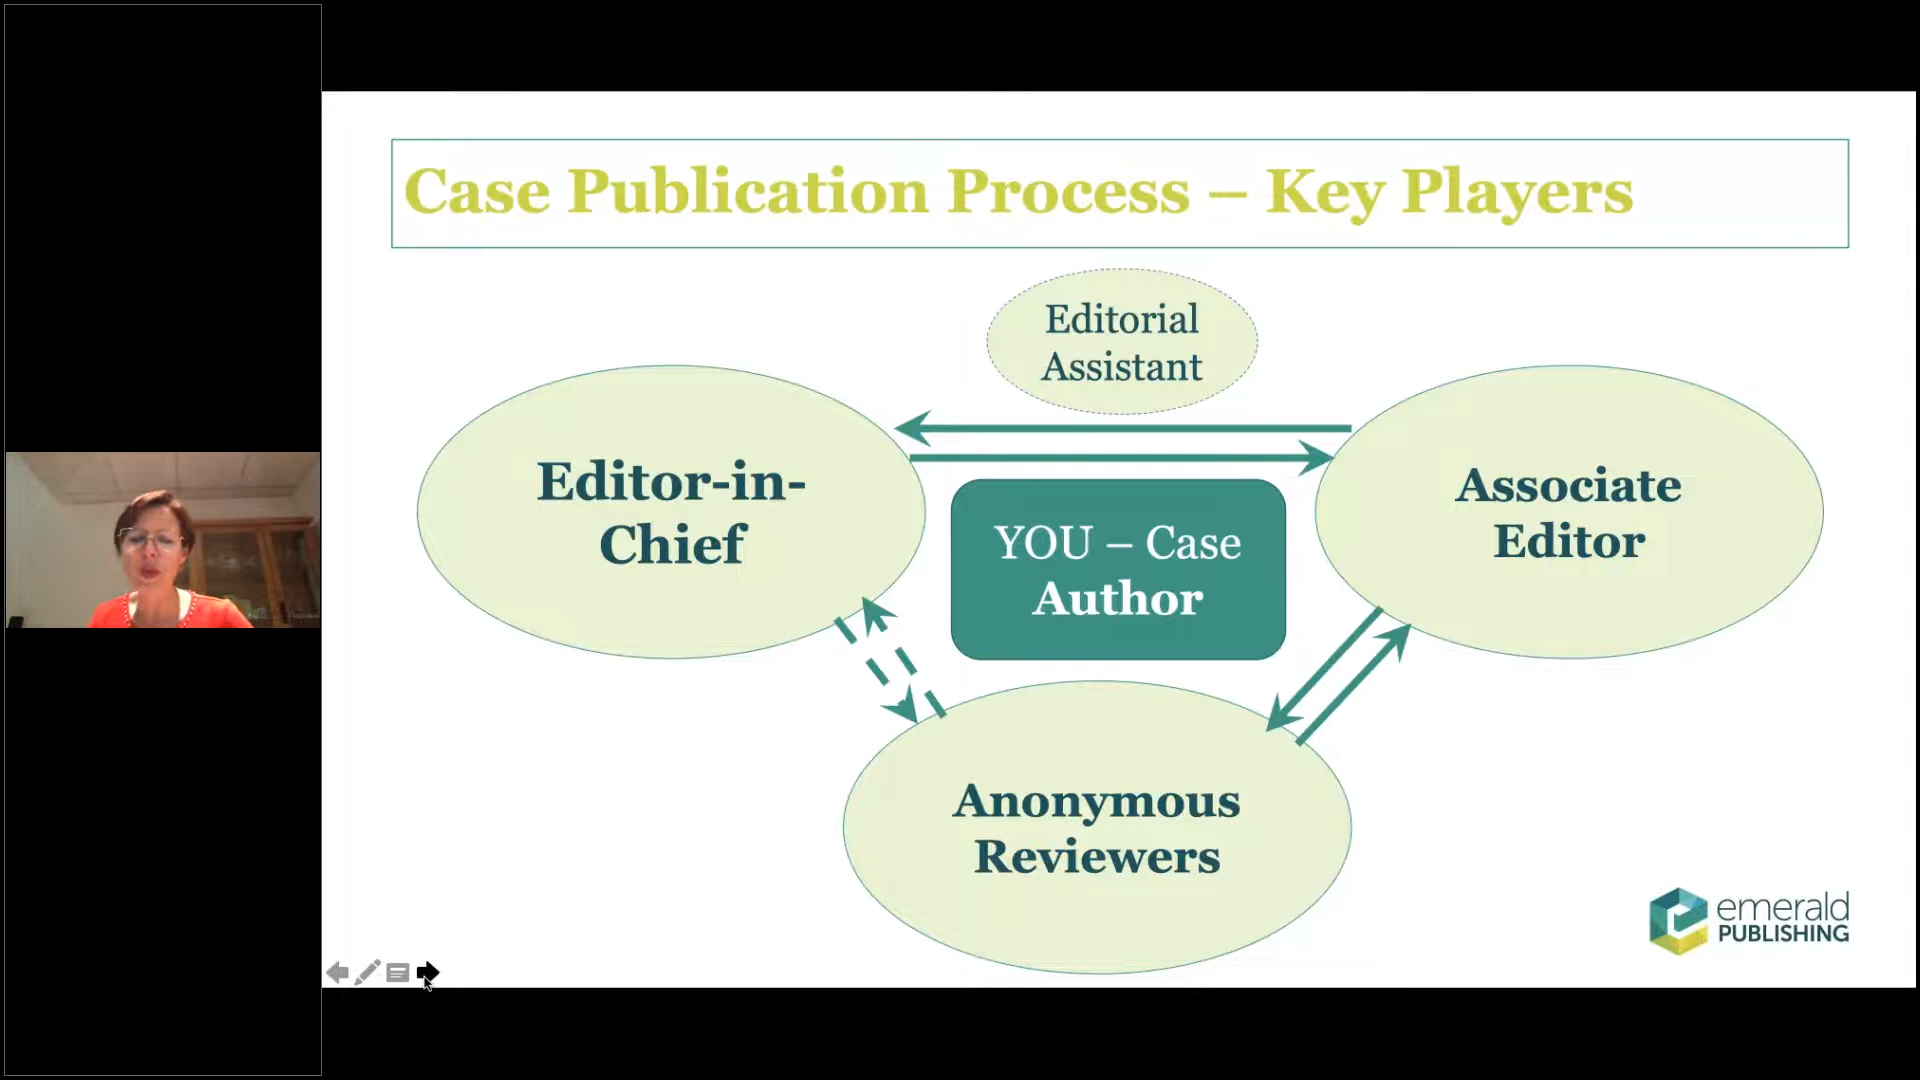 Case Publication Process – Key Players
Editorial
Assistant
Editor-in-
Chief
YOU – Case
Author
Associate
Editor
Anonymous
Reviewers
emerald
PUBLISHING